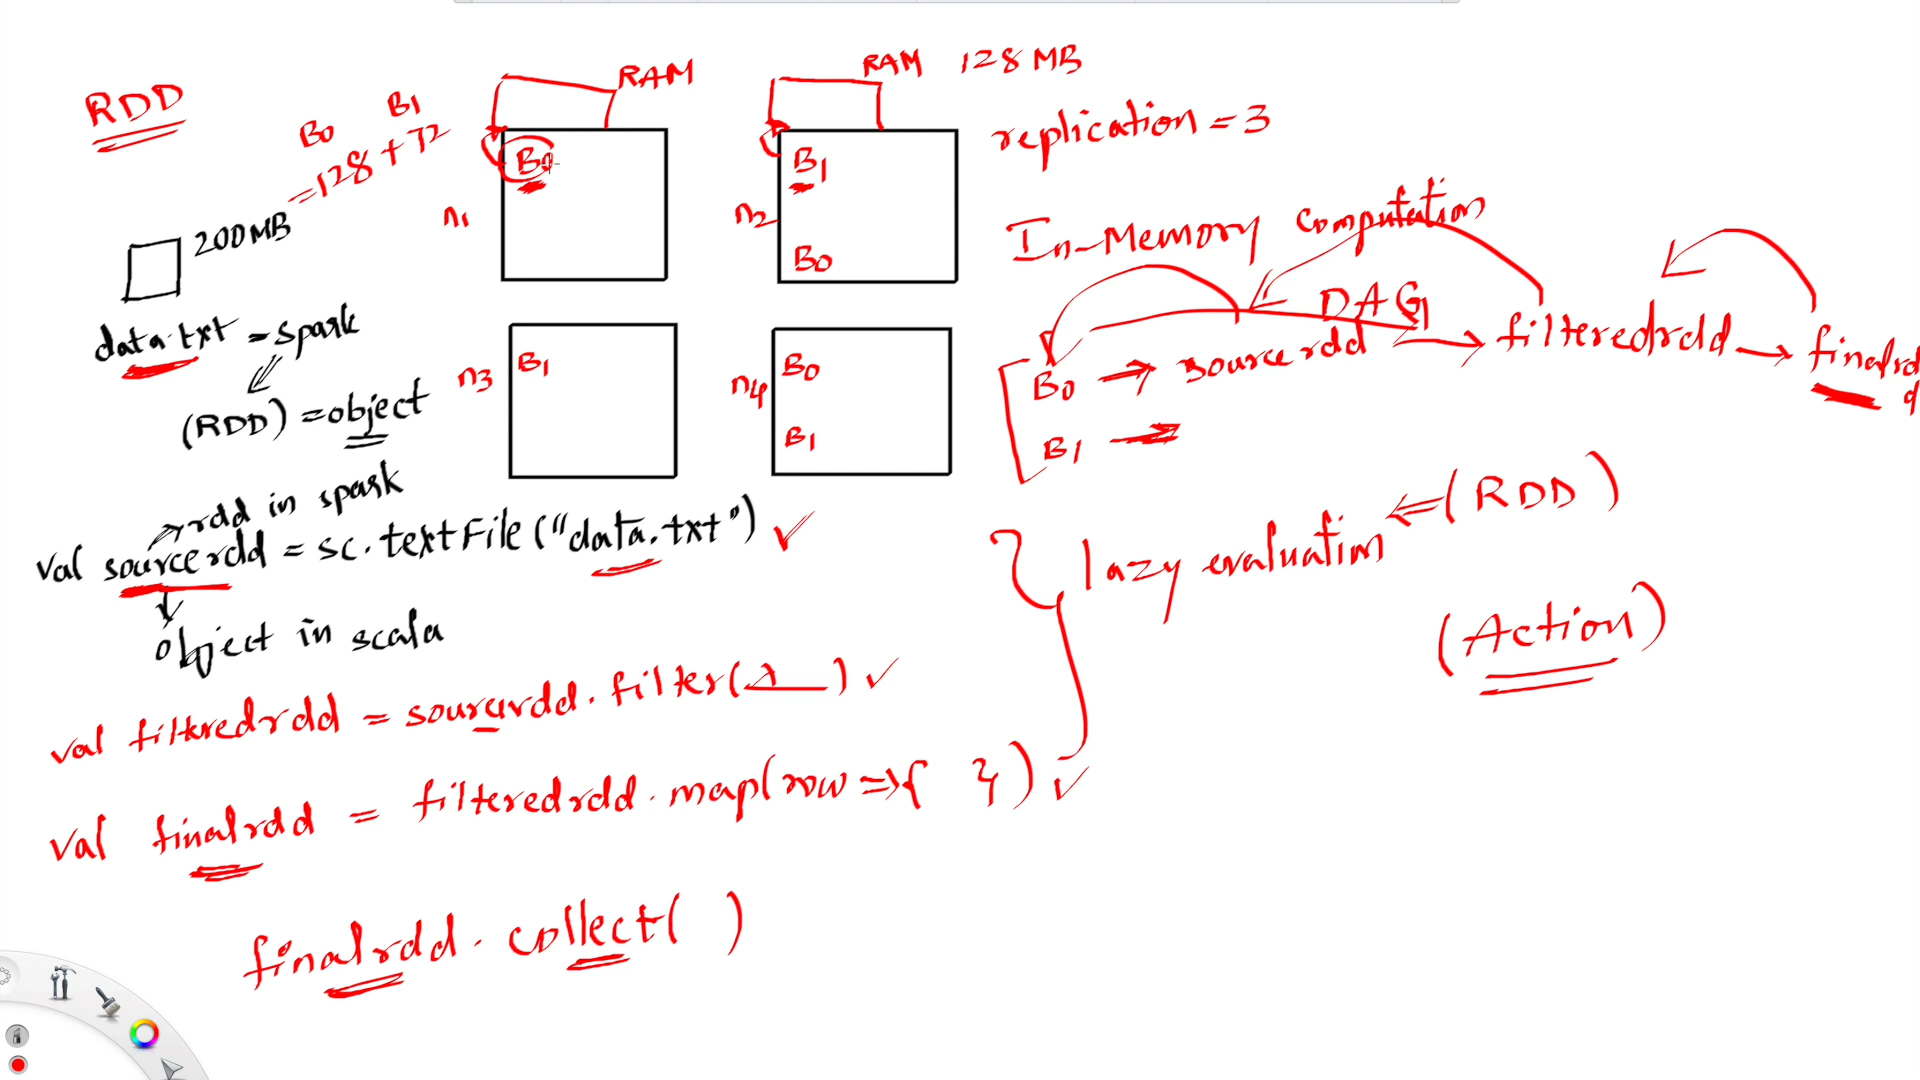 RDD
B0 B1
= 128 + 72
200MB
data.txt - spark
(RDD) = object
RAM
B0
n1
RAM 128 MB
B1
n2
B0
n3
B1
n4
B0
B1
replication = 3
In-Memory computation
DAG
B0 → sourcerdd → filteredrdd → finalrd
B1 →
rdd in spark
val sourcerdd = sc.textFile("data.txt") ✓
object in scala
val filteredrdd = sourcerdd.filter(λ__) ✓
val finalrdd = filteredrdd.map(row => { }) ✓
finalrdd.collect( )
} lazy evaluation ⇐ (RDD)
(Action)